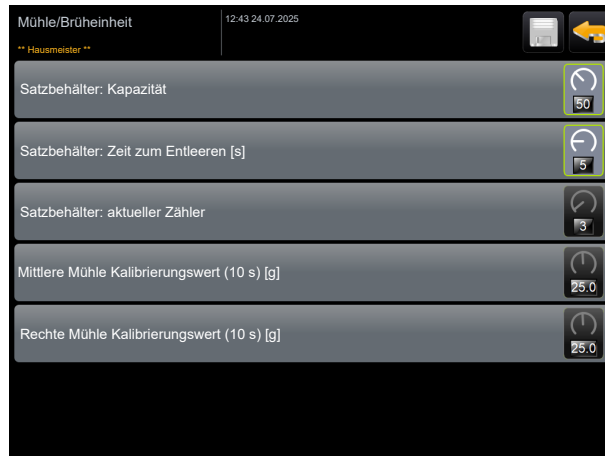 Mühle/Brüheinheit
12:43 24.07.2025
** Hausmeister **
Satzbehälter: Kapazität
50
Satzbehälter: Zeit zum Entleeren [s]
5
Satzbehälter: aktueller Zähler
3
Mittlere Mühle Kalibrierungswert (10 s) [g]
25.0
Rechte Mühle Kalibrierungswert (10 s) [g]
25.0